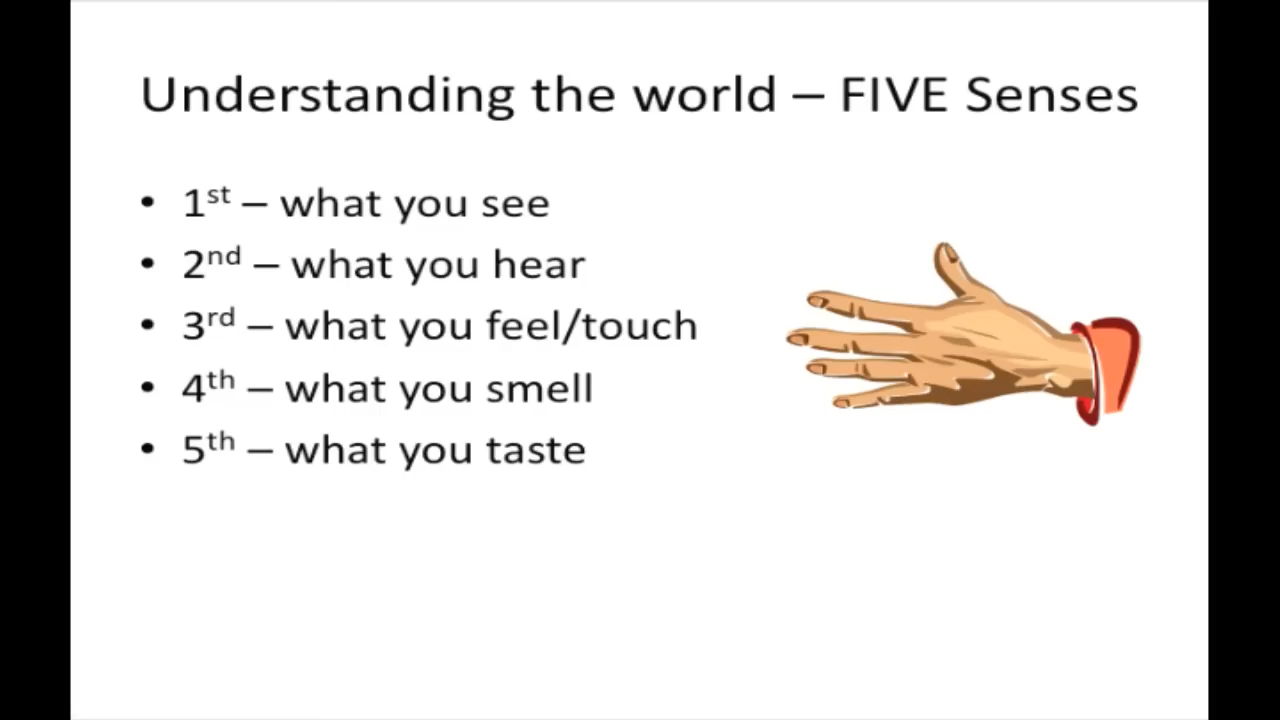 Understanding the world – FIVE Senses
• 1st – what you see
• 2nd – what you hear
• 3rd – what you feel/touch
• 4th – what you smell
• 5th – what you taste